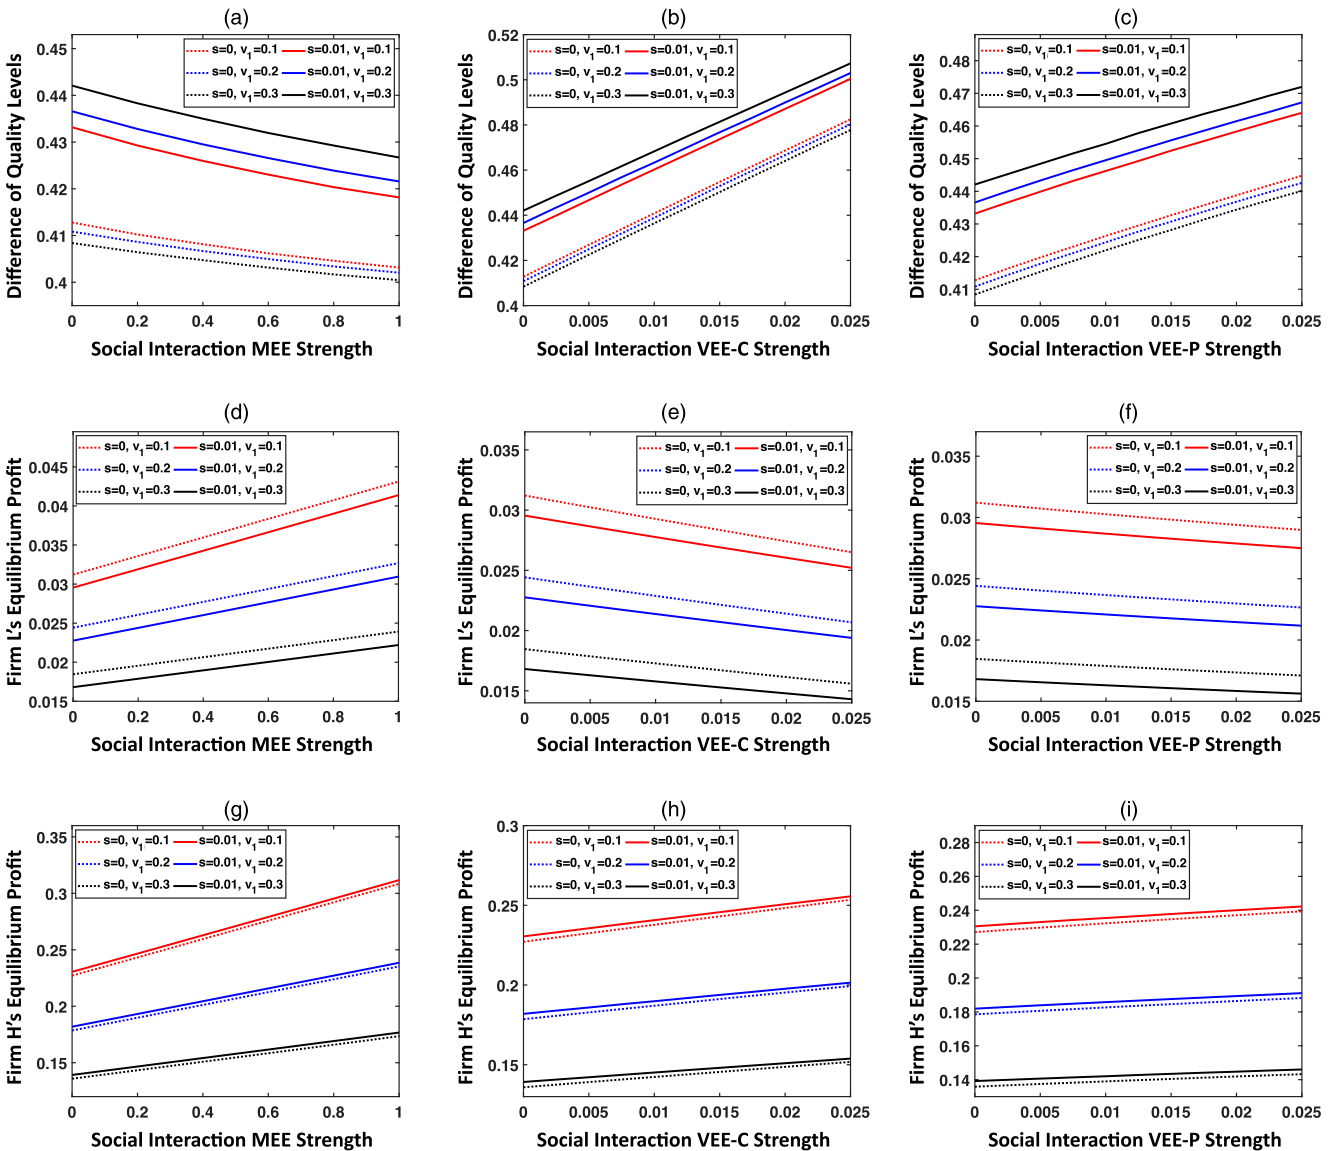 (a)
s=0, v1=0.1 s=0.01, v1=0.1
s=0, v1=0.2 s=0.01, v1=0.2
s=0, v1=0.3 s=0.01, v1=0.3
Difference of Quality Levels
0.45
0.44
0.43
0.42
0.41
0.4
0 0.2 0.4 0.6 0.8 1
Social Interaction MEE Strength
(b)
s=0, v1=0.1 s=0.01, v1=0.1
s=0, v1=0.2 s=0.01, v1=0.2
s=0, v1=0.3 s=0.01, v1=0.3
Difference of Quality Levels
0.52
0.5
0.48
0.46
0.44
0.42
0.4
0 0.005 0.01 0.015 0.02 0.025
Social Interaction VEE-C Strength
(c)
s=0, v1=0.1 s=0.01, v1=0.1
s=0, v1=0.2 s=0.01, v1=0.2
s=0, v1=0.3 s=0.01, v1=0.3
Difference of Quality Levels
0.48
0.47
0.46
0.45
0.44
0.43
0.42
0.41
0 0.005 0.01 0.015 0.02 0.025
Social Interaction VEE-P Strength
(d)
s=0, v1=0.1 s=0.01, v1=0.1
s=0, v1=0.2 s=0.01, v1=0.2
s=0, v1=0.3 s=0.01, v1=0.3
Firm L's Equilibrium Profit
0.045
0.04
0.035
0.03
0.025
0.02
0.015
0 0.2 0.4 0.6 0.8 1
Social Interaction MEE Strength
(e)
s=0, v1=0.1 s=0.01, v1=0.1
s=0, v1=0.2 s=0.01, v1=0.2
s=0, v1=0.3 s=0.01, v1=0.3
Firm L's Equilibrium Profit
0.035
0.03
0.025
0.02
0.015
0 0.005 0.01 0.015 0.02 0.025
Social Interaction VEE-C Strength
(f)
s=0, v1=0.1 s=0.01, v1=0.1
s=0, v1=0.2 s=0.01, v1=0.2
s=0, v1=0.3 s=0.01, v1=0.3
Firm L's Equilibrium Profit
0.035
0.03
0.025
0.02
0.015
0 0.005 0.01 0.015 0.02 0.025
Social Interaction VEE-P Strength
(g)
s=0, v1=0.1 s=0.01, v1=0.1
s=0, v1=0.2 s=0.01, v1=0.2
s=0, v1=0.3 s=0.01, v1=0.3
Firm H's Equilibrium Profit
0.35
0.3
0.25
0.2
0.15
0 0.2 0.4 0.6 0.8 1
Social Interaction MEE Strength
(h)
s=0, v1=0.1 s=0.01, v1=0.1
s=0, v1=0.2 s=0.01, v1=0.2
s=0, v1=0.3 s=0.01, v1=0.3
Firm H's Equilibrium Profit
0.3
0.25
0.2
0.15
0 0.005 0.01 0.015 0.02 0.025
Social Interaction VEE-C Strength
(i)
s=0, v1=0.1 s=0.01, v1=0.1
s=0, v1=0.2 s=0.01, v1=0.2
s=0, v1=0.3 s=0.01, v1=0.3
Firm H's Equilibrium Profit
0.28
0.26
0.24
0.22
0.2
0.18
0.16
0.14
0 0.005 0.01 0.015 0.02 0.025
Social Interaction VEE-P Strength